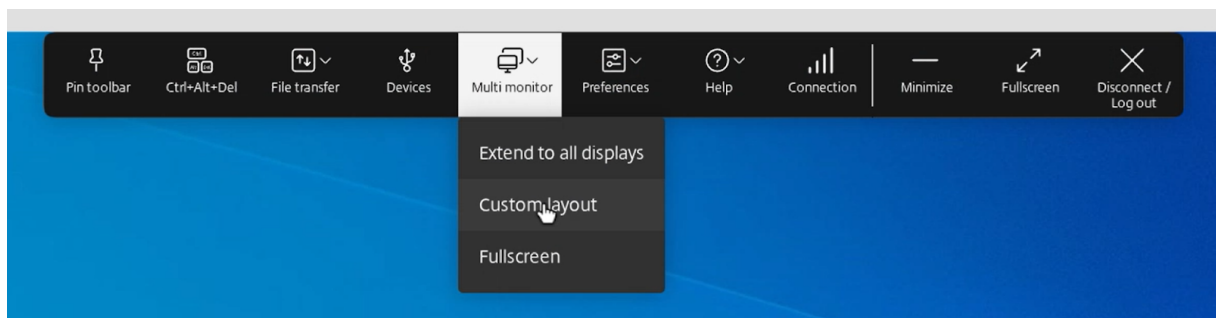 Pin toolbar
Ctrl+Alt+Del
File transfer
Devices
Multi monitor
Preferences
Help
Connection
Minimize
Fullscreen
Disconnect /
Log out
Extend to all displays
Custom layout
Fullscreen